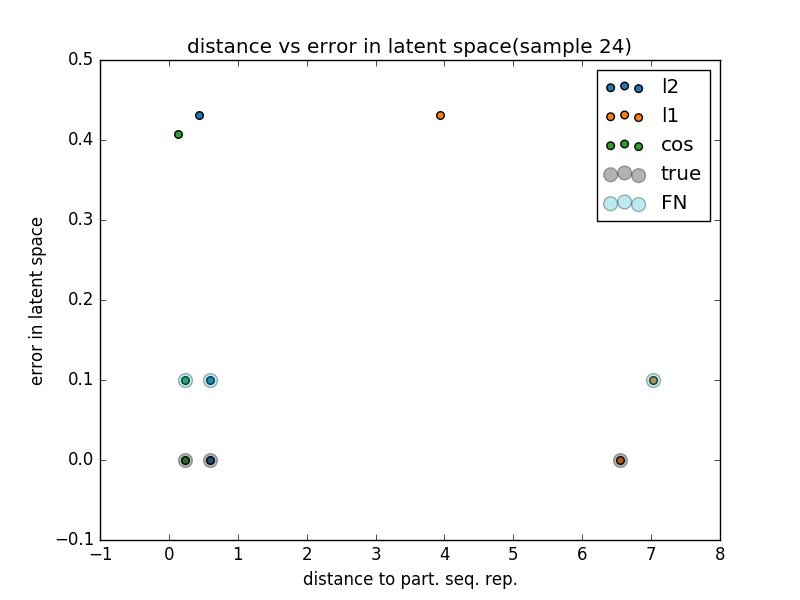 distance vs error in latent space(sample 24)
0.5
0.4
0.3
0.2
0.1
0.0
−0.1
error in latent space
l2
l1
cos
true
FN
−1 0 1 2 3 4 5 6 7 8
distance to part. seq. rep.